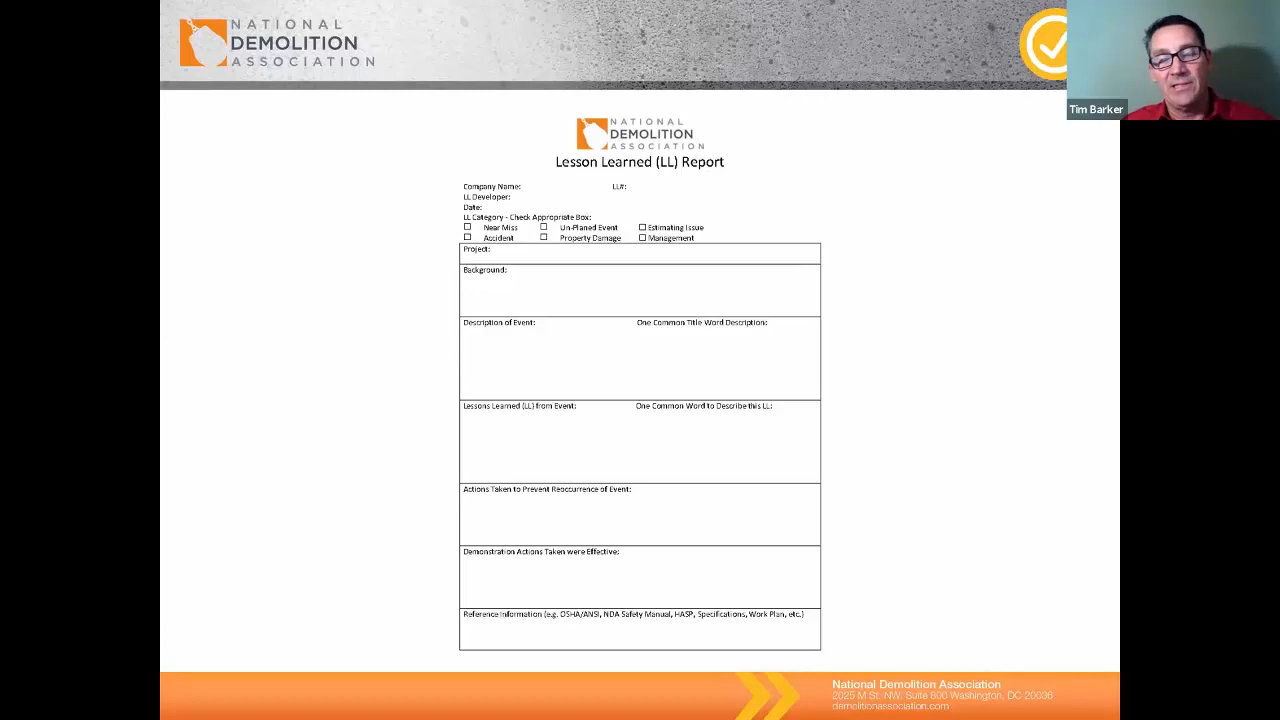 NATIONAL
DEMOLITION
ASSOCIATION
Tim Barker
NATIONAL
DEMOLITION
ASSOCIATION
Lesson Learned (LL) Report
Company Name: LL#:
LL Developer:
Date:
LL Category - Check Appropriate Box:
☐ Near Miss ☐ Un-Planed Event ☐ Estimating Issue
☐ Accident ☐ Property Damage ☐ Management
Project:
Background:
Description of Event: One Common Title Word Description:
Lessons Learned (LL) from Event: One Common Word to Describe this LL:
Actions Taken to Prevent Reoccurrence of Event:
Demonstration Actions Taken were Effective:
Reference Information (e.g. OSHA/ANSI, NDA Safety Manual, HASP, Specifications, Work Plan, etc.)
National Demolition Association
2025 M St. NW. Suite 800 Washington, DC 20036
demolitionassociation.com